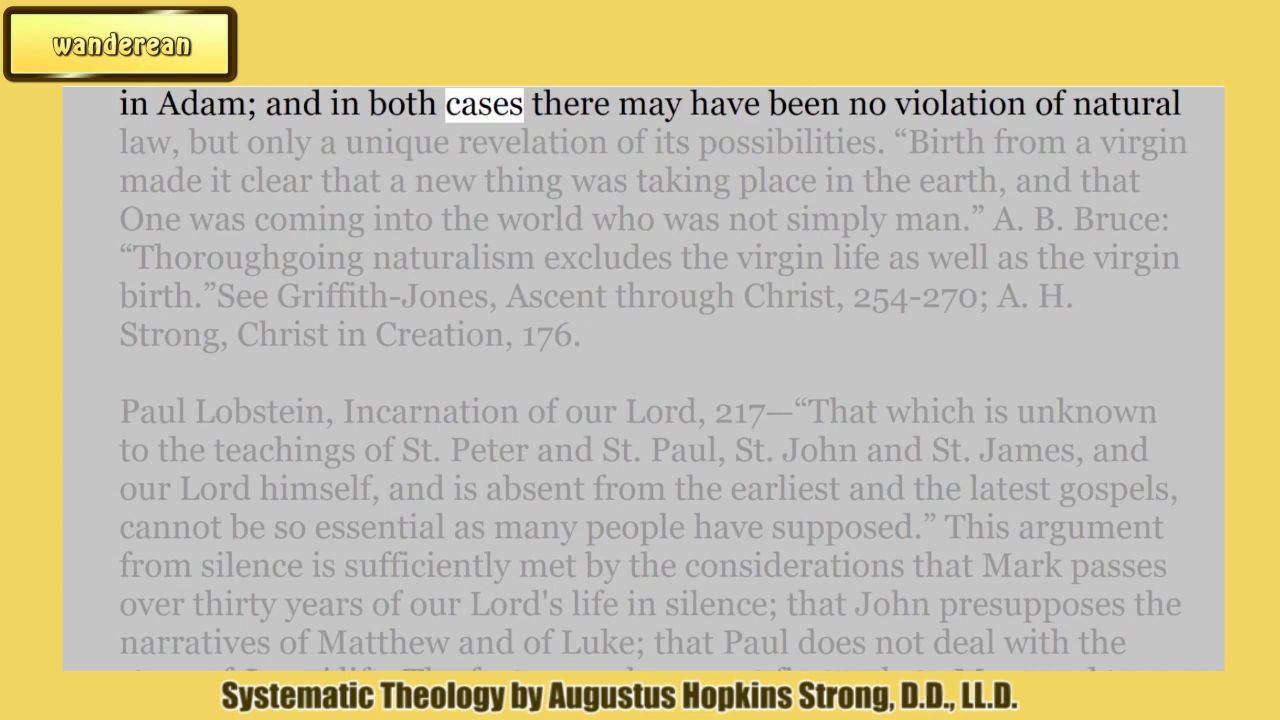 wanderean
in Adam; and in both cases there may have been no violation of natural
law, but only a unique revelation of its possibilities. “Birth from a virgin
made it clear that a new thing was taking place in the earth, and that
One was coming into the world who was not simply man.” A. B. Bruce:
“Thoroughgoing naturalism excludes the virgin life as well as the virgin
birth.”See Griffith-Jones, Ascent through Christ, 254-270; A. H.
Strong, Christ in Creation, 176.
Paul Lobstein, Incarnation of our Lord, 217—“That which is unknown
to the teachings of St. Peter and St. Paul, St. John and St. James, and
our Lord himself, and is absent from the earliest and the latest gospels,
cannot be so essential as many people have supposed.” This argument
from silence is sufficiently met by the considerations that Mark passes
over thirty years of our Lord's life in silence; that John presupposes the
narratives of Matthew and of Luke; that Paul does not deal with the
Systematic Theology by Augustus Hopkins Strong, D.D., LL.D.